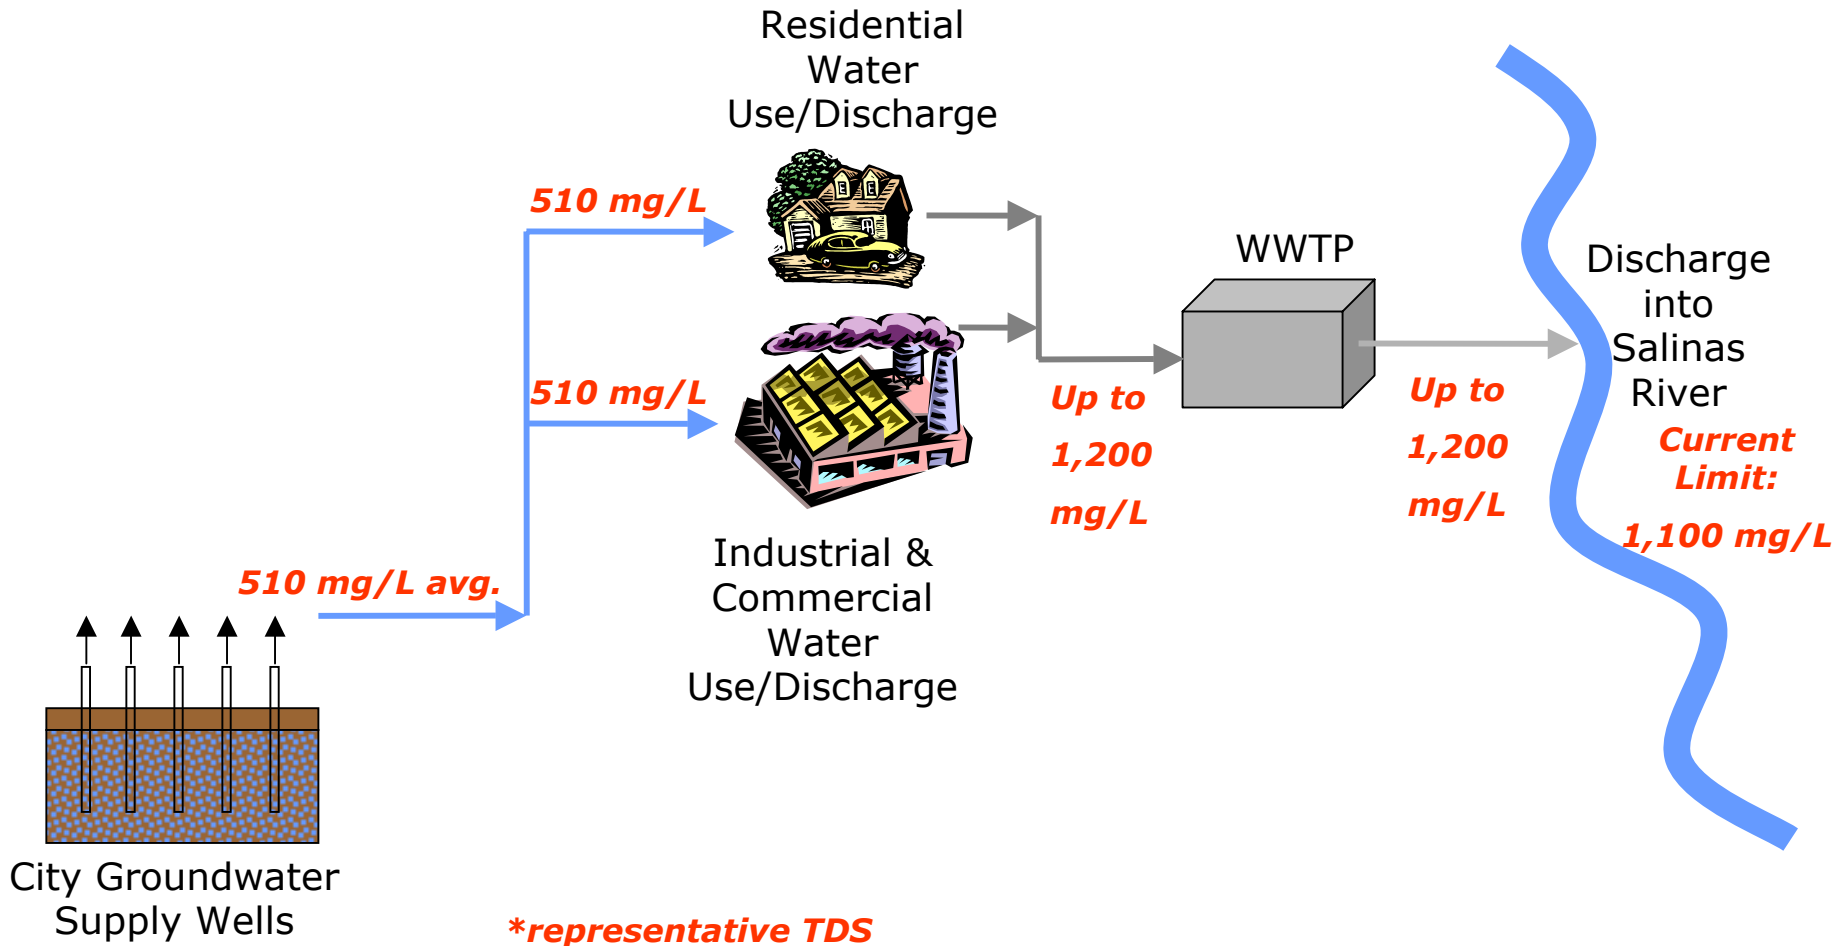 Residential
Water
Use/Discharge
510 mg/L
WWTP
Discharge
into
Salinas
River
510 mg/L
Up to
1,200
mg/L
Up to
1,200
mg/L
Current
Limit:
1,100 mg/L
Industrial &
Commercial
Water
Use/Discharge
510 mg/L avg.
City Groundwater
Supply Wells
*representative TDS